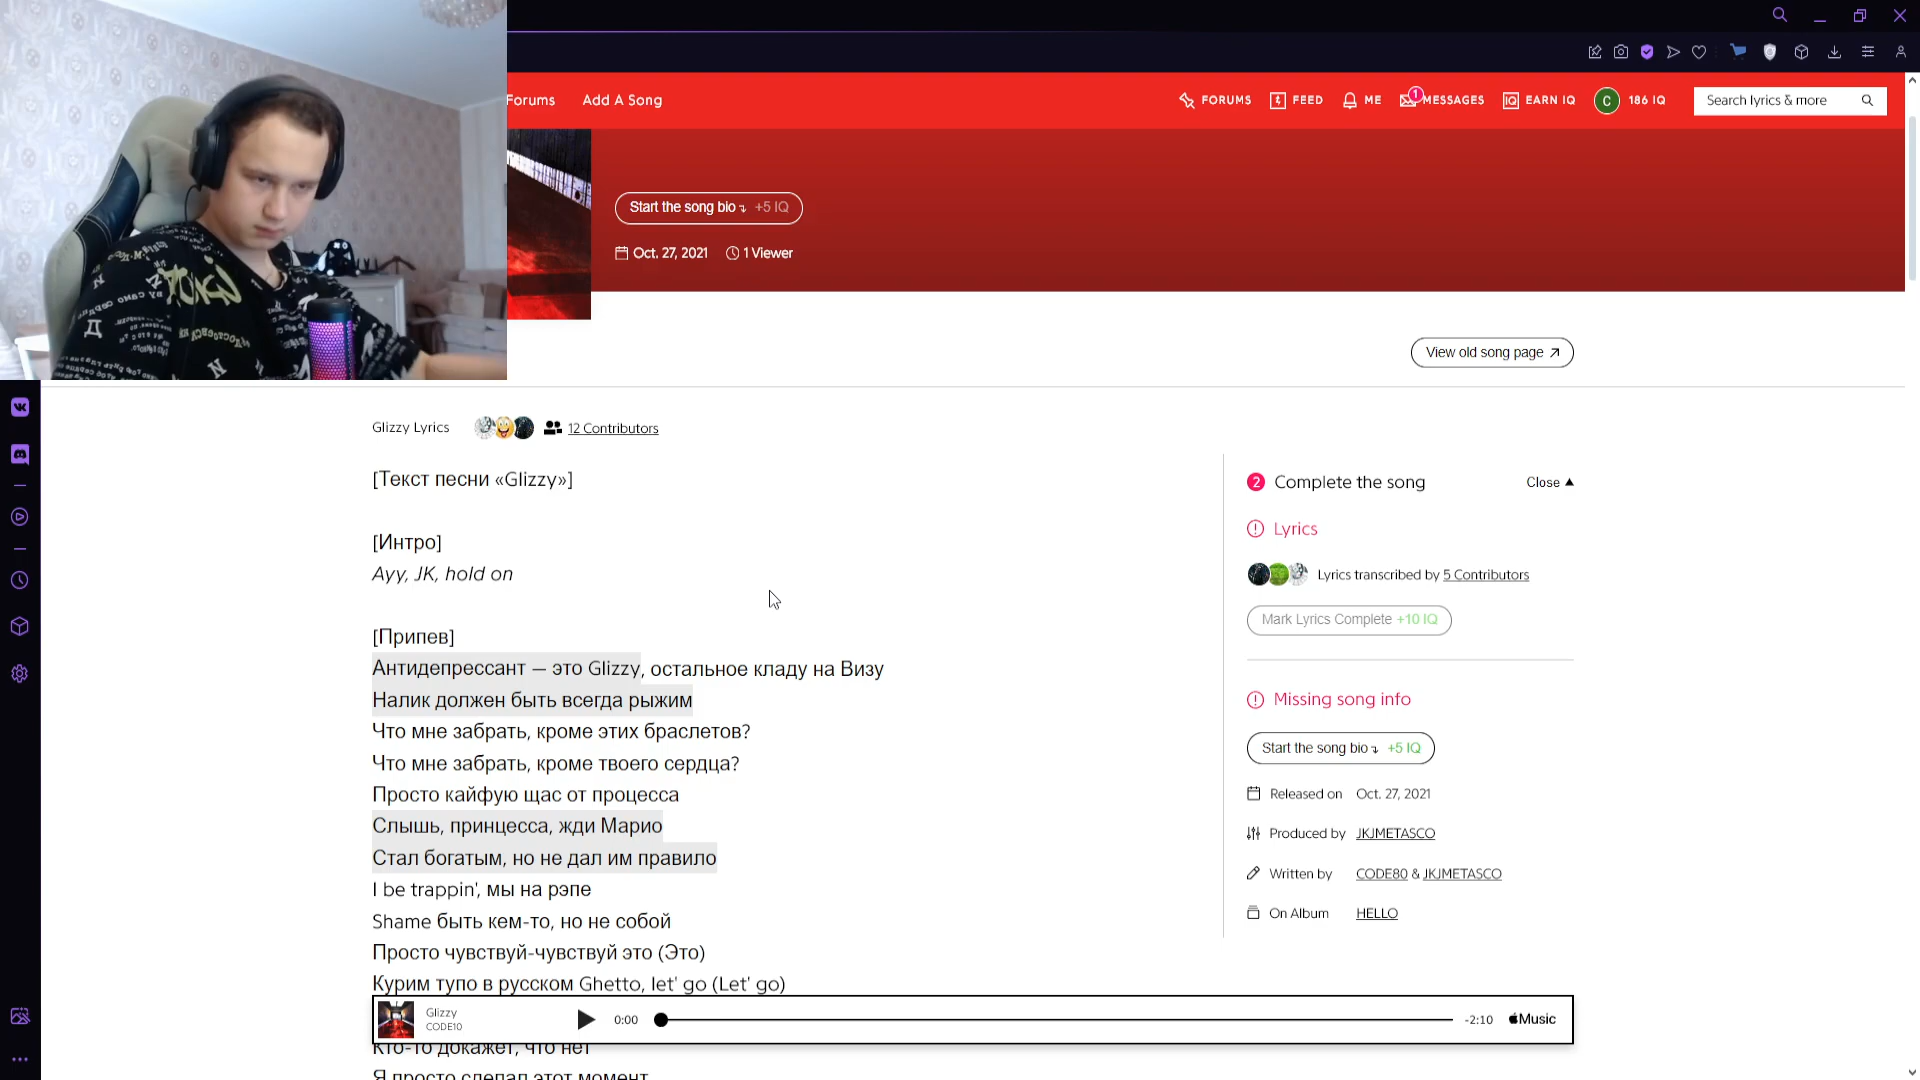 Forums
Add A Song
FORUMS
FEED
ME
1
MESSAGES
IQ
EARN IQ
C
186 IQ
Search lyrics & more
Start the song bio +5 IQ
Oct. 27, 2021
1 Viewer
View old song page
Glizzy Lyrics
12 Contributors
[Текст песни «Glizzy»]
[Интро]
Ayy, JK, hold on
[Припев]
Антидепрессант — это Glizzy, остальное кладу на Визу
Налик должен быть всегда рыжим
Что мне забрать, кроме этих браслетов?
Что мне забрать, кроме твоего сердца?
Просто кайфую щас от процесса
Слышь, принцесса, жди Марио
Стал богатым, но не дал им правило
I be trappin', мы на рэпе
Shame быть кем-то, но не собой
Просто чувствуй-чувствуй это (Это)
Курим тупо в русском Ghetto, let' go (Let' go)
Кто-то докажет, что нет
Я просто сделал этот момент
2 Complete the song
Close
Lyrics
Lyrics transcribed by 5 Contributors
Mark Lyrics Complete +10 IQ
Missing song info
Start the song bio +5 IQ
Released on Oct. 27, 2021
Produced by JKJMETASCO
Written by CODE80 & JKJMETASCO
On Album HELLO
Glizzy
CODE10
0:00
-2:10
Music